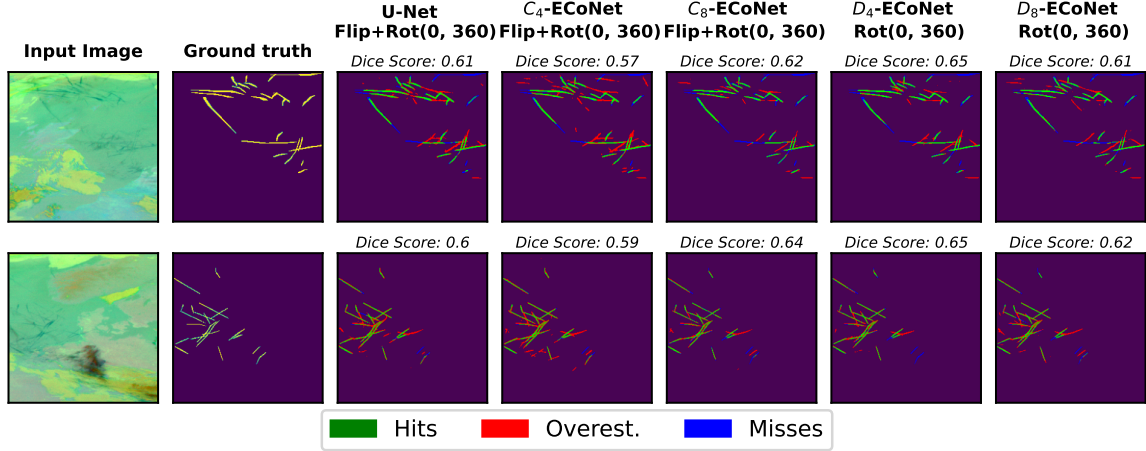 Input Image
Ground truth
U-Net
Flip+Rot(0, 360)
Dice Score: 0.61
C₄-ECoNet
Flip+Rot(0, 360)
Dice Score: 0.57
C₈-ECoNet
Flip+Rot(0, 360)
Dice Score: 0.62
D₄-ECoNet
Rot(0, 360)
Dice Score: 0.65
D₈-ECoNet
Rot(0, 360)
Dice Score: 0.61
Dice Score: 0.6
Dice Score: 0.59
Dice Score: 0.64
Dice Score: 0.65
Dice Score: 0.62
Hits
Overest.
Misses